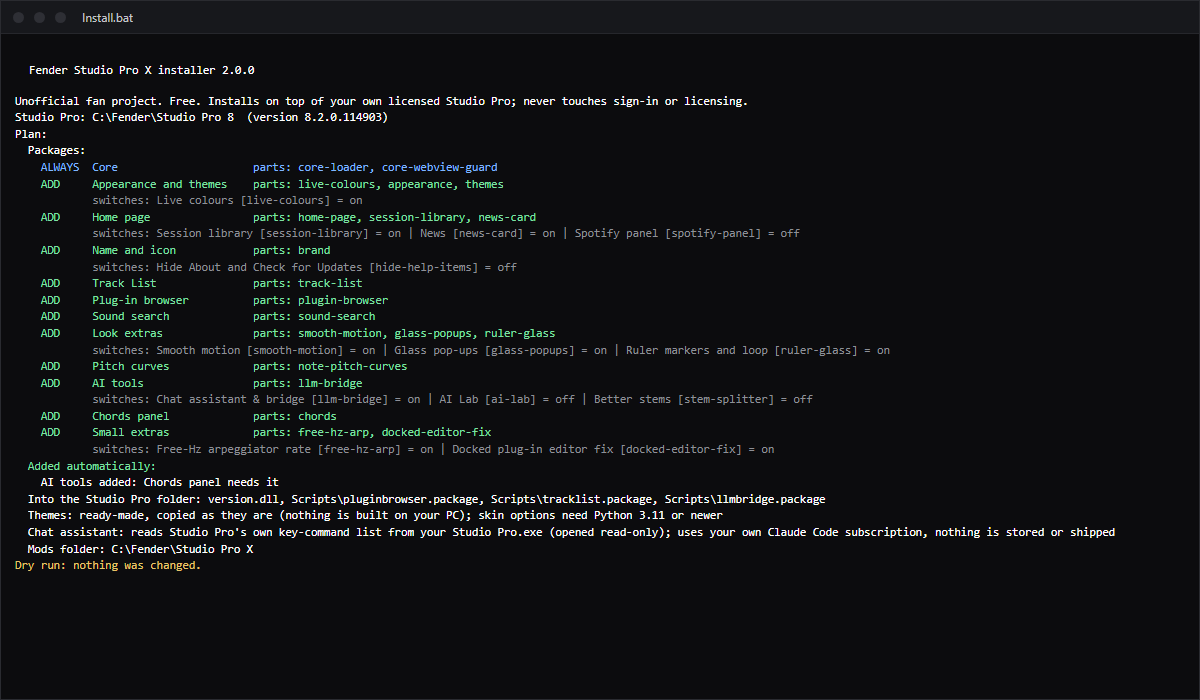 Install.bat
Fender Studio Pro X installer 2.0.0
Unofficial fan project. Free. Installs on top of your own licensed Studio Pro; never touches sign-in or licensing.
Studio Pro: C:\Fender\Studio Pro 8  (version 8.2.0.114903)
Plan:
Packages:
ALWAYS  Core  parts: core-loader, core-webview-guard
ADD  Appearance and themes  parts: live-colours, appearance, themes
switches: Live colours [live-colours] = on
ADD  Home page  parts: home-page, session-library, news-card
switches: Session library [session-library] = on | News [news-card] = on | Spotify panel [spotify-panel] = off
ADD  Name and icon  parts: brand
switches: Hide About and Check for Updates [hide-help-items] = off
ADD  Track List  parts: track-list
ADD  Plug-in browser  parts: plugin-browser
ADD  Sound search  parts: sound-search
ADD  Look extras  parts: smooth-motion, glass-popups, ruler-glass
switches: Smooth motion [smooth-motion] = on | Glass pop-ups [glass-popups] = on | Ruler markers and loop [ruler-glass] = on
ADD  Pitch curves  parts: note-pitch-curves
ADD  AI tools  parts: llm-bridge
switches: Chat assistant & bridge [llm-bridge] = on | AI Lab [ai-lab] = off | Better stems [stem-splitter] = off
ADD  Chords panel  parts: chords
ADD  Small extras  parts: free-hz-arp, docked-editor-fix
switches: Free-Hz arpeggiator rate [free-hz-arp] = on | Docked plug-in editor fix [docked-editor-fix] = on
Added automatically:
AI tools added: Chords panel needs it
Into the Studio Pro folder: version.dll, Scripts\pluginbrowser.package, Scripts\tracklist.package, Scripts\llmbridge.package
Themes: ready-made, copied as they are (nothing is built on your PC); skin options need Python 3.11 or newer
Chat assistant: reads Studio Pro's own key-command list from your Studio Pro.exe (opened read-only); uses your own Claude Code subscription, nothing is stored or shipped
Mods folder: C:\Fender\Studio Pro X
Dry run: nothing was changed.